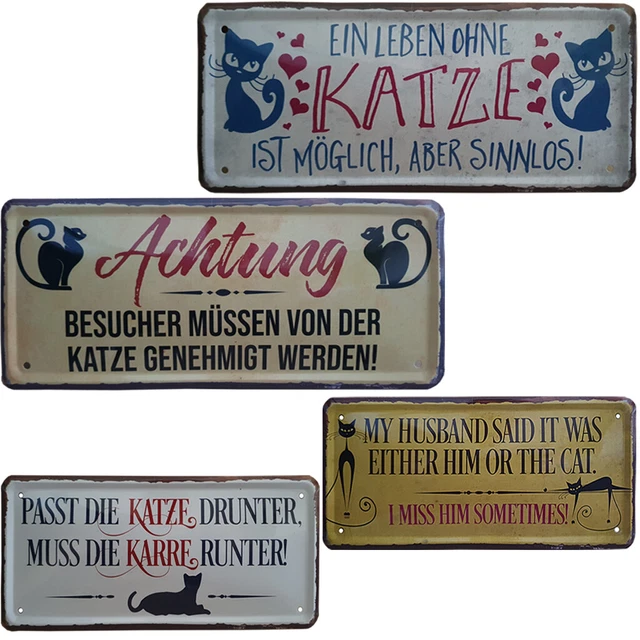 EIN LEBEN OHNE
KATZE
IST MÖGLICH, ABER SINNLOS!
Achtung
BESUCHER MÜSSEN VON DER
KATZE GENEHMIGT WERDEN!
MY HUSBAND SAID IT WAS
EITHER HIM OR THE CAT.
I MISS HIM SOMETIMES!
PASST DIE KATZE DRUNTER,
MUSS DIE KARRE RUNTER!